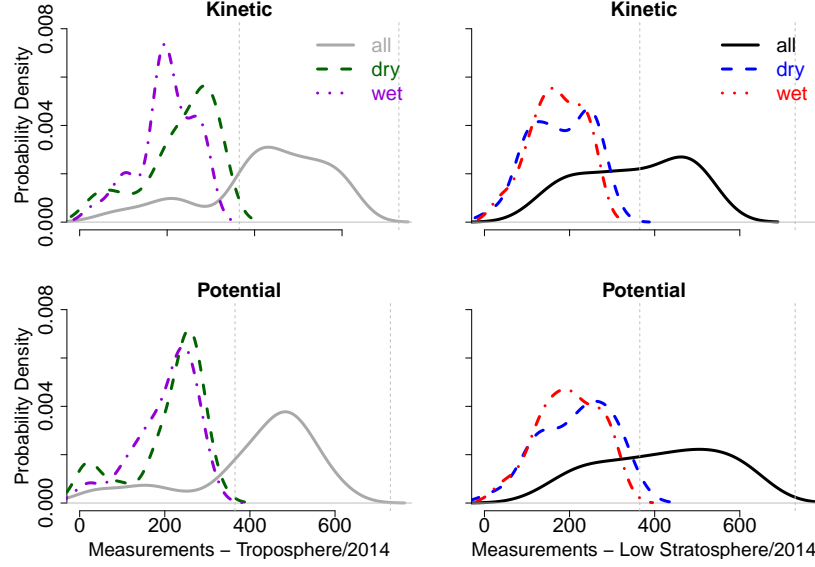 Kinetic
Probability Density
0.000 0.004 0.008
all
dry
wet
Kinetic
all
dry
wet
Potential
Probability Density
0.000 0.004 0.008
0 200 400 600
Measurements − Troposphere/2014
Potential
0 200 400 600
Measurements − Low Stratosphere/2014